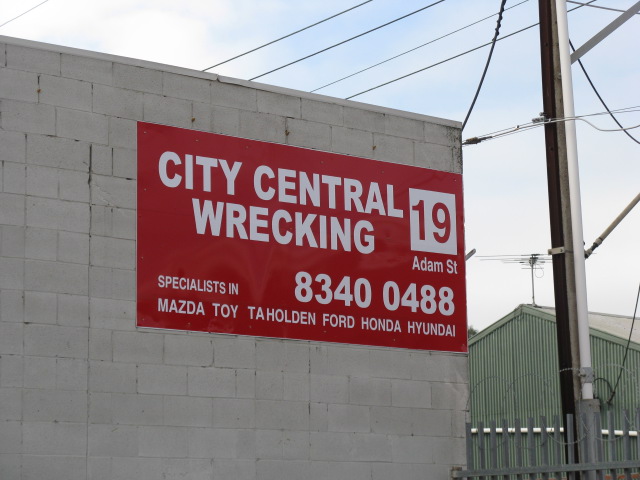 CITY CENTRAL
WRECKING
19
Adam St
8340 0488
SPECIALISTS IN
MAZDA TOY TAHOLDEN FORD HONDA HYUNDAI